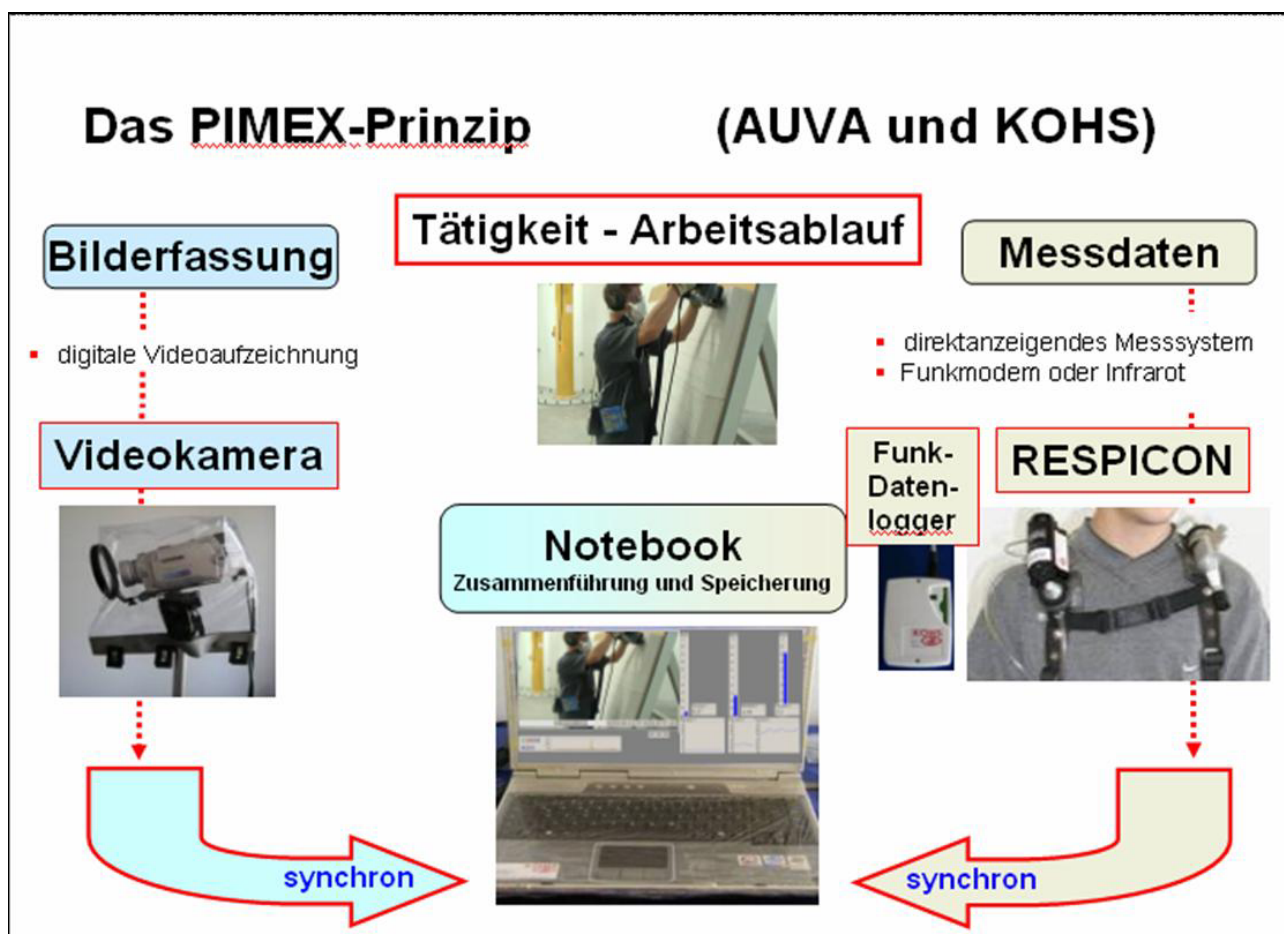 Das PIMEX-Prinzip (AUVA und KOHS)
Tätigkeit - Arbeitsablauf
Bilderfassung
digitale Videoaufzeichnung
Videokamera
Messdaten
direktanzeigendes Messsystem
Funkmodem oder Infrarot
Funk-
Daten-
logger
RESPICON
Notebook
Zusammenführung und Speicherung
synchron
synchron